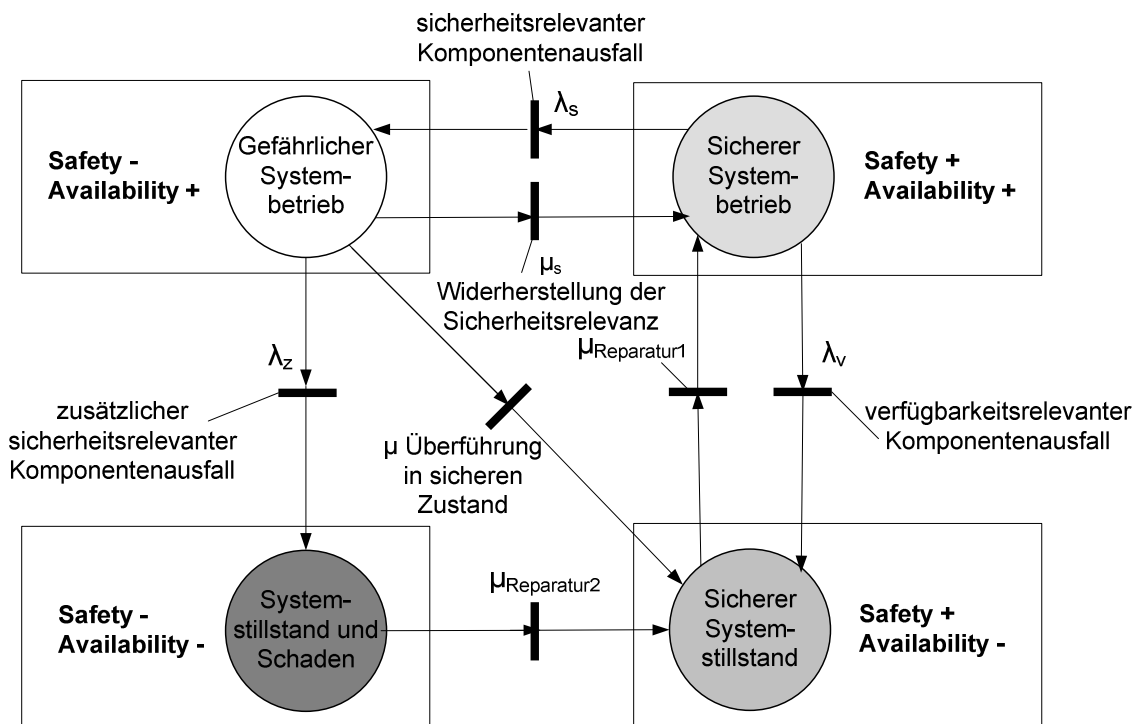 sicherheitsrelevanter
Komponentenausfall
λs
Safety -
Availability +
Gefährlicher
System-
betrieb
Sicherer
System-
betrieb
Safety +
Availability +
μs
Widerherstellung der
Sicherheitsrelevanz
λz
μReparatur1
λv
zusätzlicher
sicherheitsrelevanter
Komponentenausfall
μ Überführung
in sicheren
Zustand
verfügbarkeitsrelevanter
Komponentenausfall
Safety -
Availability -
System-
stillstand und
Schaden
μReparatur2
Sicherer
System-
stillstand
Safety +
Availability -